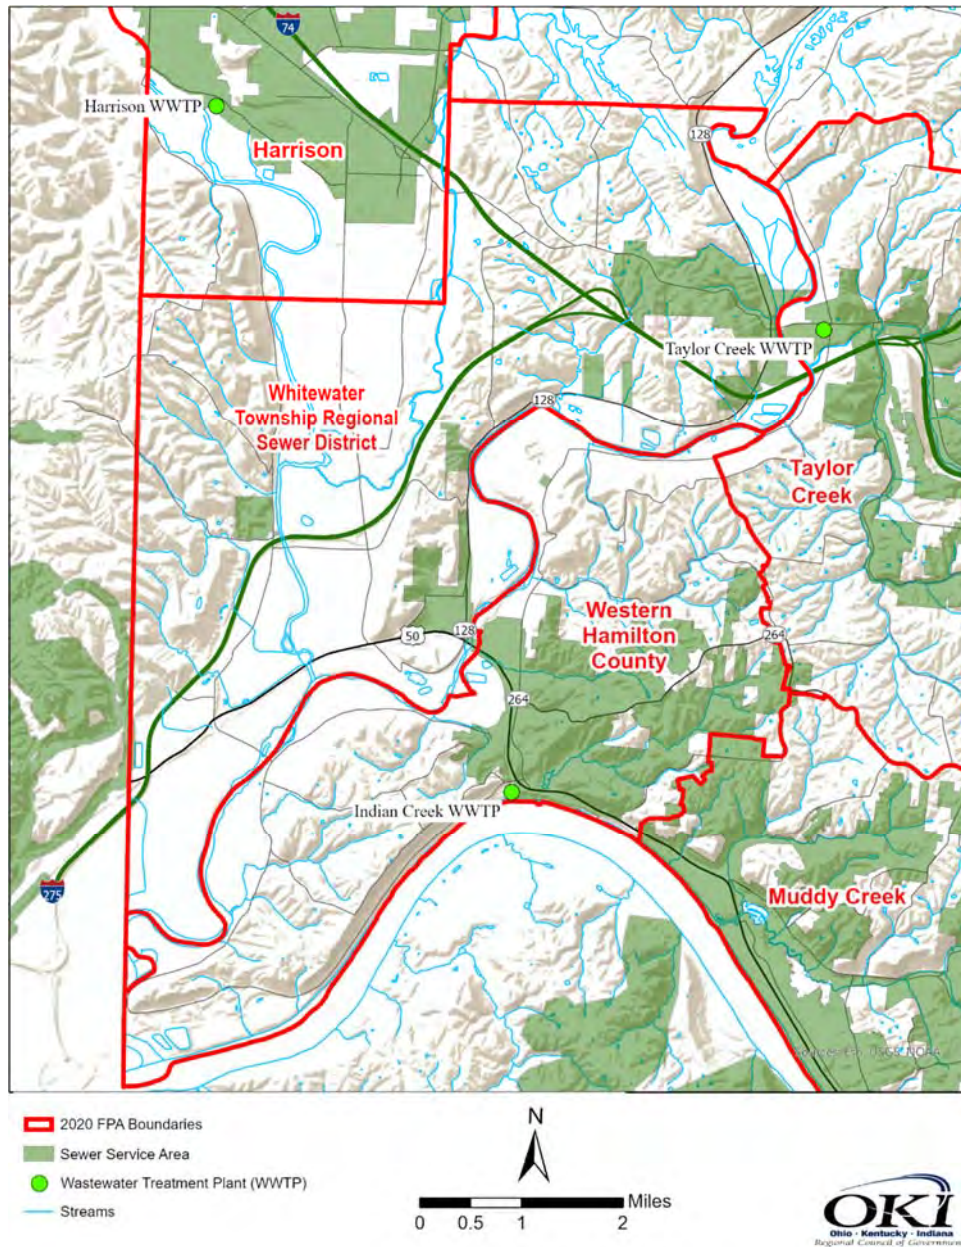 74
Harrison WWTP
128
Harrison
Taylor Creek WWTP
Whitewater
Township Regional
Sewer District
128
Taylor
Creek
Western
Hamilton
County
50
128
264
264
Indian Creek WWTP
275
Muddy Creek
2020 FPA Boundaries
Sewer Service Area
Wastewater Treatment Plant (WWTP)
Streams
N
Miles
0 0.5 1 2
OKI
Ohio • Kentucky • Indiana
Regional Council of Government